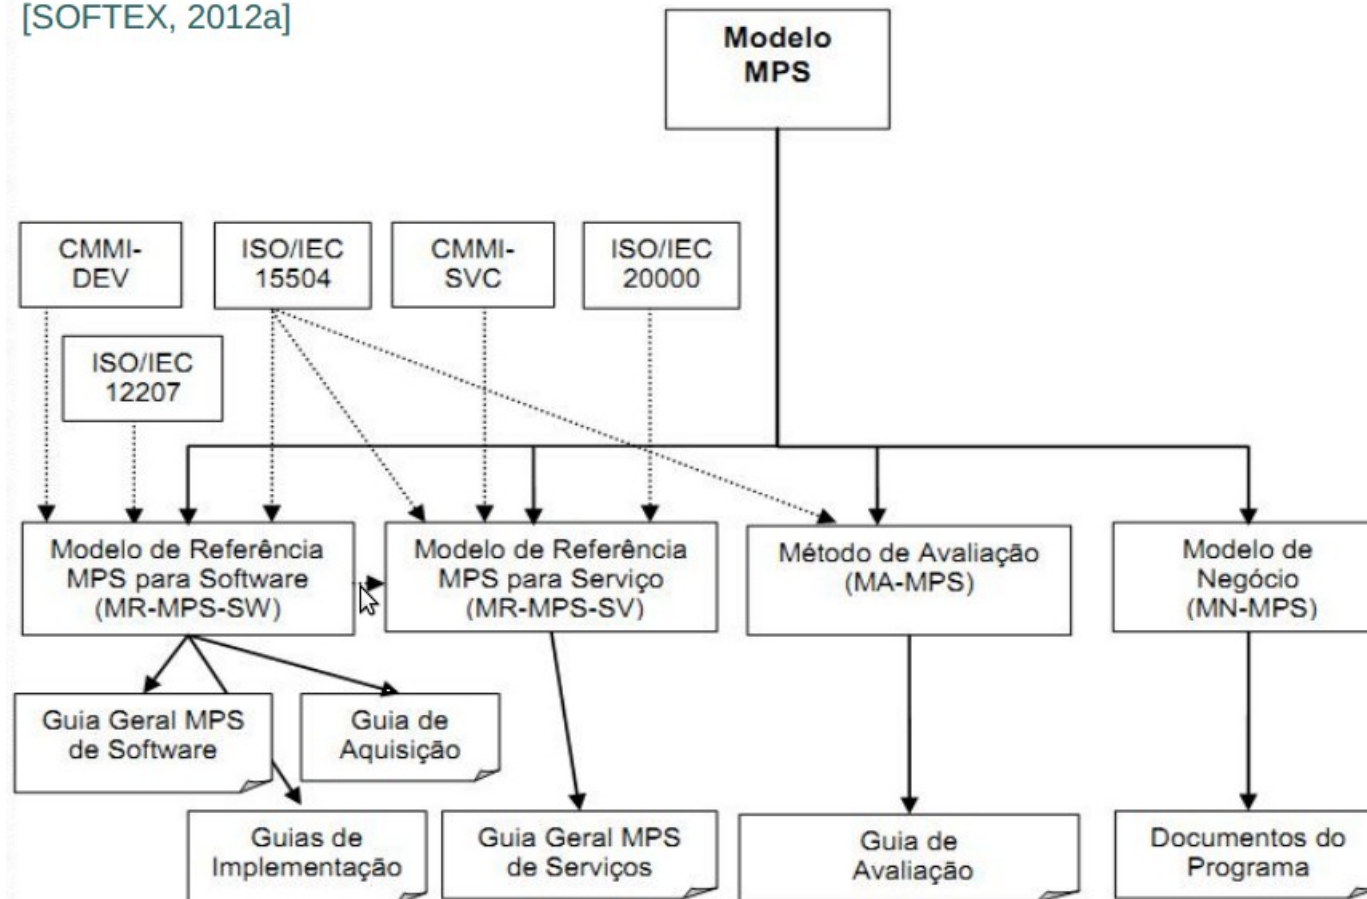 [SOFTEX, 2012a]
Modelo
MPS
CMMI-
DEV
ISO/IEC
15504
CMMI-
SVC
ISO/IEC
20000
ISO/IEC
12207
Modelo de Referência
MPS para Software
(MR-MPS-SW)
Modelo de Referência
MPS para Serviço
(MR-MPS-SV)
Método de Avaliação
(MA-MPS)
Modelo de
Negócio
(MN-MPS)
Guia Geral MPS
de Software
Guia de
Aquisição
Guias de
Implementação
Guia Geral MPS
de Serviços
Guia de
Avaliação
Documentos do
Programa